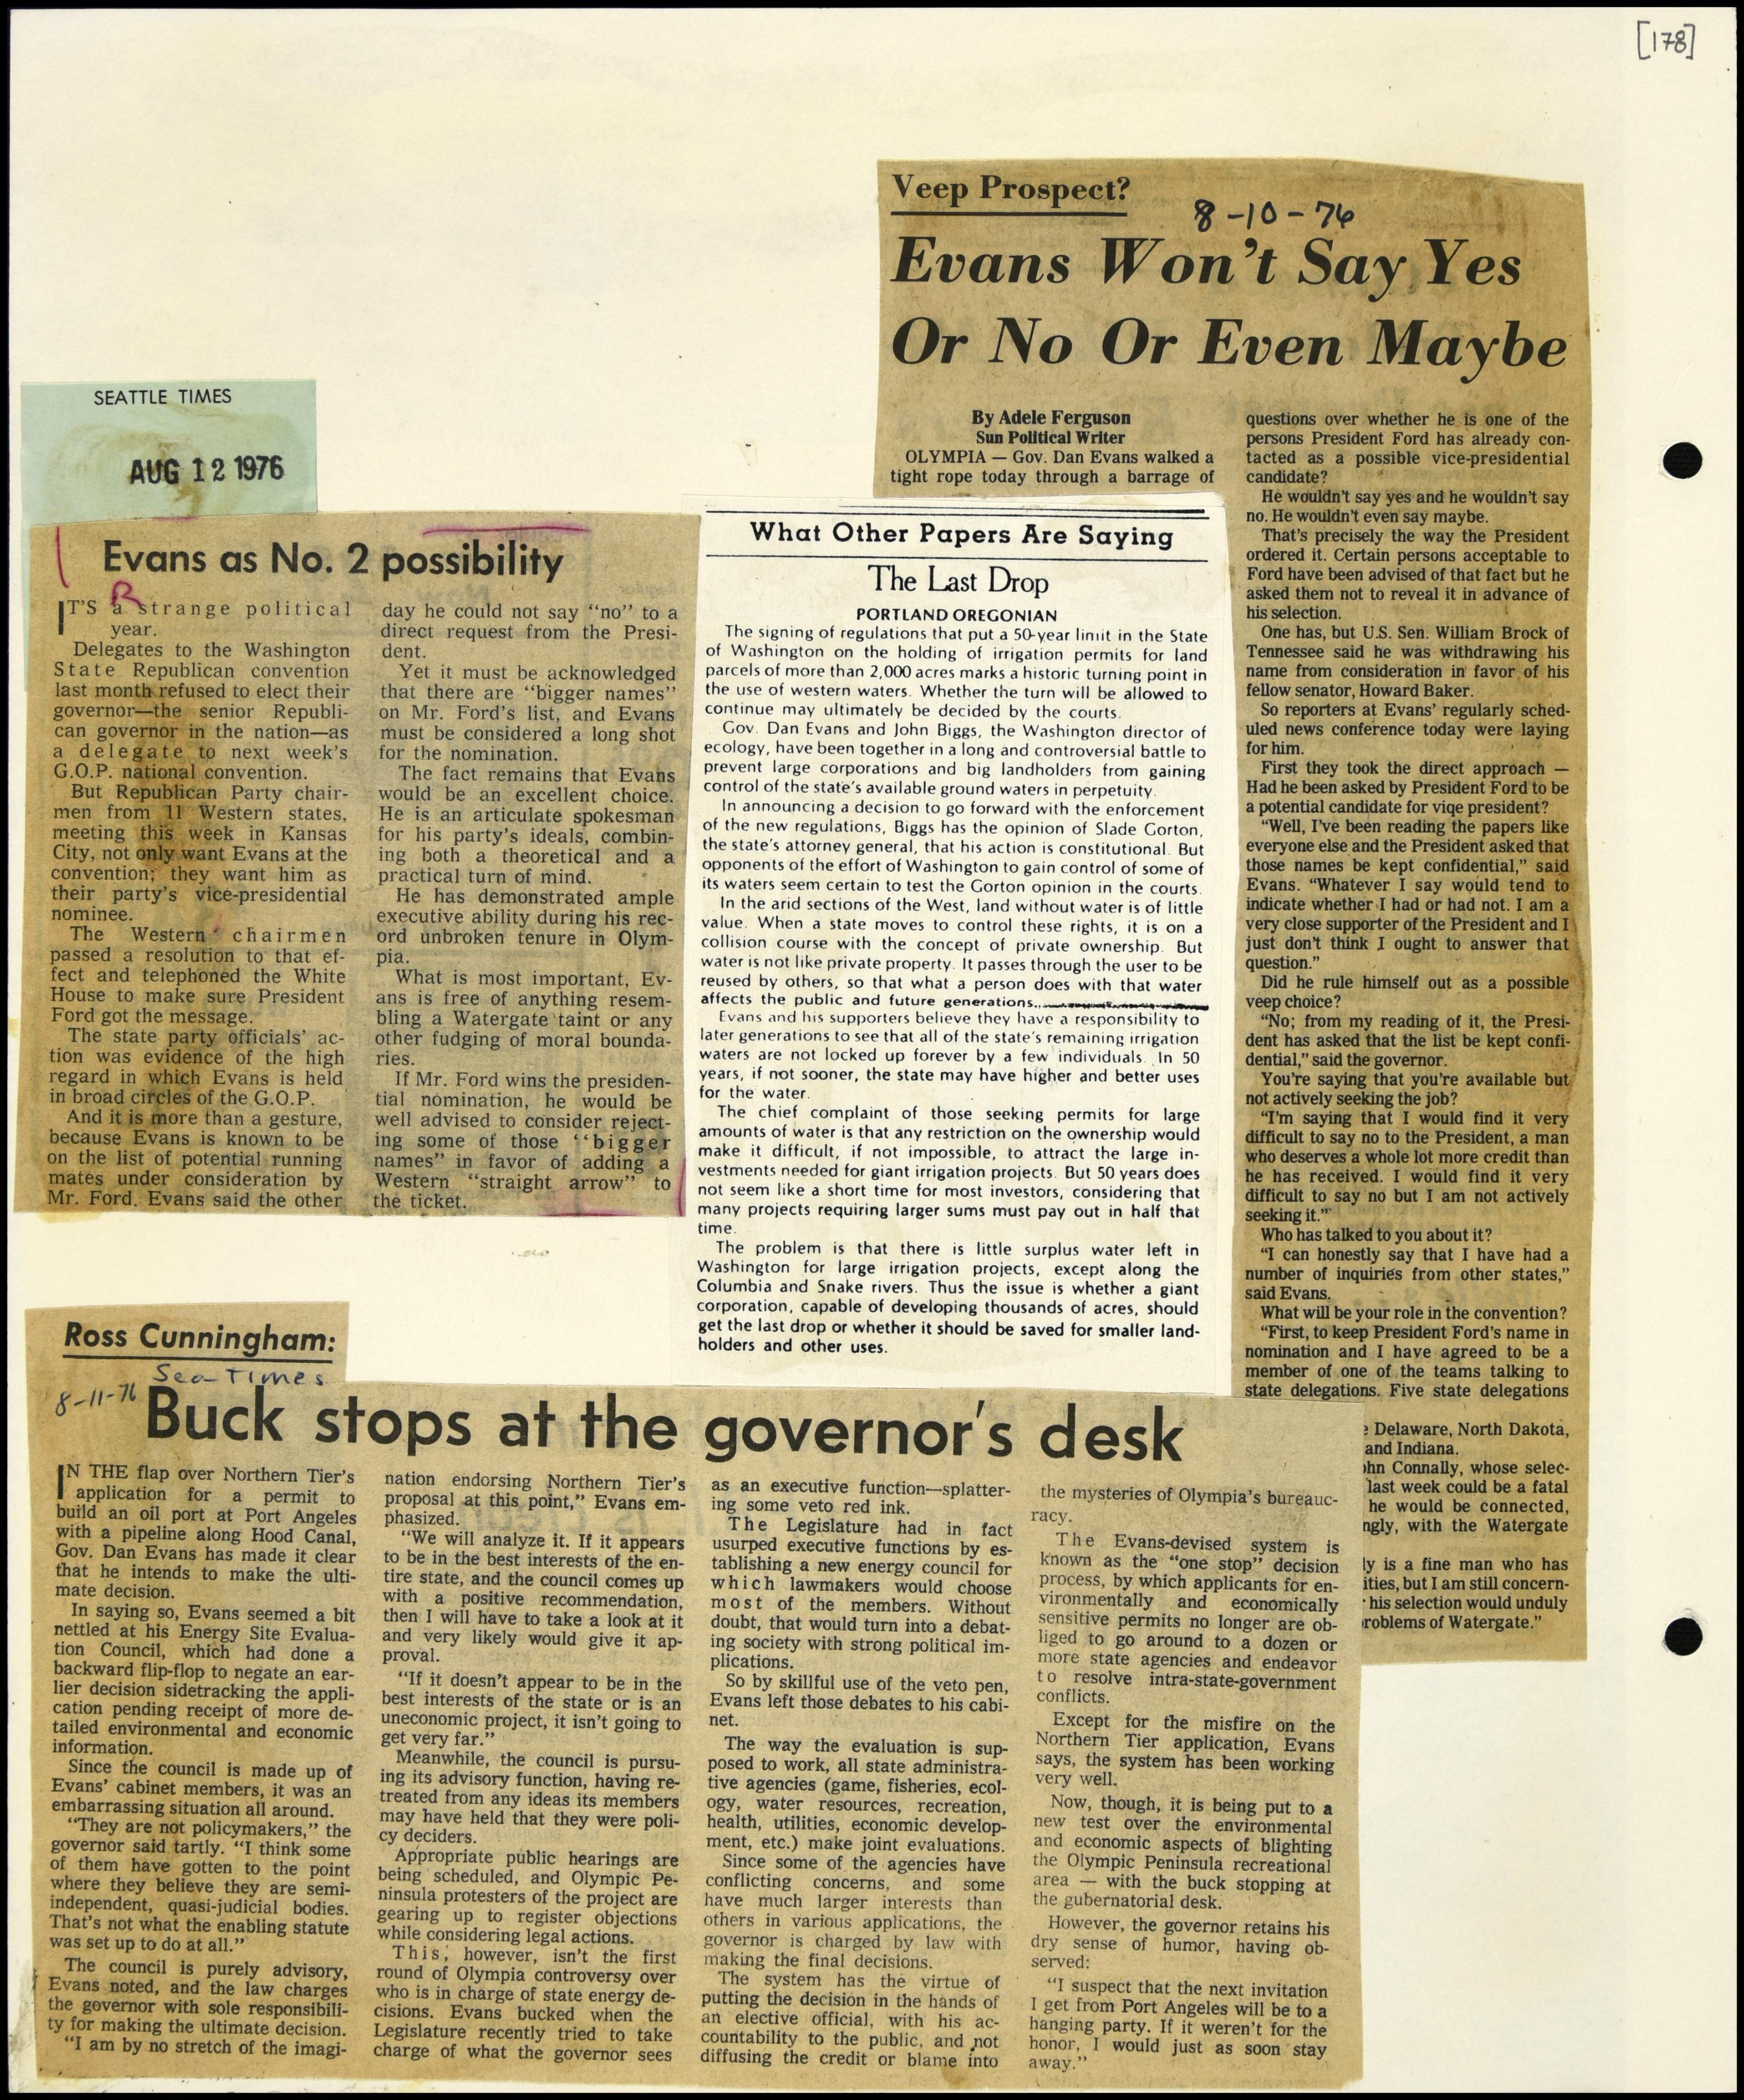 [178]
Veep Prospect?
8-10-76
Evans Won't Say Yes
Or No Or Even Maybe
By Adele Ferguson
Sun Political Writer
OLYMPIA — Gov. Dan Evans walked a
tight rope today through a barrage of
questions over whether he is one of the
persons President Ford has already con-
tacted as a possible vice-presidential
candidate?
He wouldn't say yes and he wouldn't say
no. He wouldn't even say maybe.
That's precisely the way the President
ordered it. Certain persons acceptable to
Ford have been advised of that fact but he
asked them not to reveal it in advance of
his selection.
One has, but U.S. Sen. William Brock of
Tennessee said he was withdrawing his
name from consideration in favor of his
fellow senator, Howard Baker.
So reporters at Evans' regularly sched-
uled news conference today were laying
for him.
First they took the direct approach —
Had he been asked by President Ford to be
a potential candidate for viqe president?
"Well, I've been reading the papers like
everyone else and the President asked that
those names be kept confidential," said
Evans. "Whatever I say would tend to
indicate whether I had or had not. I am a
very close supporter of the President and I
just don't think I ought to answer that
question."
Did he rule himself out as a possible
veep choice?
"No; from my reading of it, the Presi-
dent has asked that the list be kept confi-
dential," said the governor.
You're saying that you're available but
not actively seeking the job?
"I'm saying that I would find it very
difficult to say no to the President, a man
who deserves a whole lot more credit than
he has received. I would find it very
difficult to say no but I am not actively
seeking it."
Who has talked to you about it?
"I can honestly say that I have had a
number of inquiries from other states,"
said Evans.
What will be your role in the convention?
"First, to keep President Ford's name in
nomination and I have agreed to be a
member of one of the teams talking to
state delegations. Five state delegations
Delaware, North Dakota,
and Indiana.
hn Connally, whose selec-
last week could be a fatal
he would be connected,
ngly, with the Watergate
ly is a fine man who has
ities, but I am still concern-
his selection would unduly
roblems of Watergate."
SEATTLE TIMES
AUG 12 1976
Evans as No. 2 possibility
R
IT'S a strange political
year.
Delegates to the Washington
State Republican convention
last month refused to elect their
governor—the senior Republi-
can governor in the nation—as
a delegate to next week's
G.O.P. national convention.
But Republican Party chair-
men from 11 Western states,
meeting this week in Kansas
City, not only want Evans at the
convention; they want him as
their party's vice-presidential
nominee.
The Western chairmen
passed a resolution to that ef-
fect and telephoned the White
House to make sure President
Ford got the message.
The state party officials' ac-
tion was evidence of the high
regard in which Evans is held
in broad circles of the G.O.P.
And it is more than a gesture,
because Evans is known to be
on the list of potential running
mates under consideration by
Mr. Ford. Evans said the other
day he could not say "no" to a
direct request from the Presi-
dent.
Yet it must be acknowledged
that there are "bigger names"
on Mr. Ford's list, and Evans
must be considered a long shot
for the nomination.
The fact remains that Evans
would be an excellent choice.
He is an articulate spokesman
for his party's ideals, combin-
ing both a theoretical and a
practical turn of mind.
He has demonstrated ample
executive ability during his rec-
ord unbroken tenure in Olym-
pia.
What is most important, Ev-
ans is free of anything resem-
bling a Watergate taint or any
other fudging of moral bounda-
ries.
If Mr. Ford wins the presiden-
tial nomination, he would be
well advised to consider reject-
ing some of those "bigger
names" in favor of adding a
Western "straight arrow" to
the ticket.
What Other Papers Are Saying
The Last Drop
PORTLAND OREGONIAN
The signing of regulations that put a 50-year limit in the State
of Washington on the holding of irrigation permits for land
parcels of more than 2,000 acres marks a historic turning point in
the use of western waters. Whether the turn will be allowed to
continue may ultimately be decided by the courts.
Gov. Dan Evans and John Biggs, the Washington director of
ecology, have been together in a long and controversial battle to
prevent large corporations and big landholders from gaining
control of the state's available ground waters in perpetuity.
In announcing a decision to go forward with the enforcement
of the new regulations, Biggs has the opinion of Slade Gorton,
the state's attorney general, that his action is constitutional. But
opponents of the effort of Washington to gain control of some of
its waters seem certain to test the Gorton opinion in the courts.
In the arid sections of the West, land without water is of little
value. When a state moves to control these rights, it is on a
collision course with the concept of private ownership. But
water is not like private property. It passes through the user to be
reused by others, so that what a person does with that water
affects the public and future generations.
Evans and his supporters believe they have a responsibility to
later generations to see that all of the state's remaining irrigation
waters are not locked up forever by a few individuals. In 50
years, if not sooner, the state may have higher and better uses
for the water.
The chief complaint of those seeking permits for large
amounts of water is that any restriction on the ownership would
make it difficult, if not impossible, to attract the large in-
vestments needed for giant irrigation projects. But 50 years does
not seem like a short time for most investors, considering that
many projects requiring larger sums must pay out in half that
time.
The problem is that there is little surplus water left in
Washington for large irrigation projects, except along the
Columbia and Snake rivers. Thus the issue is whether a giant
corporation, capable of developing thousands of acres, should
get the last drop or whether it should be saved for smaller land-
holders and other uses.
Ross Cunningham:
Sea-Times
8-11-76
Buck stops at the governor's desk
IN THE flap over Northern Tier's
application for a permit to
build an oil port at Port Angeles
with a pipeline along Hood Canal,
Gov. Dan Evans has made it clear
that he intends to make the ulti-
mate decision.
In saying so, Evans seemed a bit
nettled at his Energy Site Evalua-
tion Council, which had done a
backward flip-flop to negate an ear-
lier decision sidetracking the appli-
cation pending receipt of more de-
tailed environmental and economic
information.
Since the council is made up of
Evans' cabinet members, it was an
embarrassing situation all around.
"They are not policymakers," the
governor said tartly. "I think some
of them have gotten to the point
where they believe they are semi-
independent, quasi-judicial bodies.
That's not what the enabling statute
was set up to do at all."
The council is purely advisory,
Evans noted, and the law charges
the governor with sole responsibili-
ty for making the ultimate decision.
"I am by no stretch of the imagi-
nation endorsing Northern Tier's
proposal at this point," Evans em-
phasized.
"We will analyze it. If it appears
to be in the best interests of the en-
tire state, and the council comes up
with a positive recommendation,
then I will have to take a look at it
and very likely would give it ap-
proval.
"If it doesn't appear to be in the
best interests of the state or is an
uneconomic project, it isn't going to
get very far."
Meanwhile, the council is pursu-
ing its advisory function, having re-
treated from any ideas its members
may have held that they were poli-
cy deciders.
Appropriate public hearings are
being scheduled, and Olympic Pe-
ninsula protesters of the project are
gearing up to register objections
while considering legal actions.
This, however, isn't the first
round of Olympia controversy over
who is in charge of state energy de-
cisions. Evans bucked when the
Legislature recently tried to take
charge of what the governor sees
as an executive function—splatter-
ing some veto red ink.
The Legislature had in fact
usurped executive functions by es-
tablishing a new energy council for
which lawmakers would choose
most of the members. Without
doubt, that would turn into a debat-
ing society with strong political im-
plications.
So by skillful use of the veto pen,
Evans left those debates to his cabi-
net.
The way the evaluation is sup-
posed to work, all state administra-
tive agencies (game, fisheries, ecol-
ogy, water resources, recreation,
health, utilities, economic develop-
ment, etc.) make joint evaluations.
Since some of the agencies have
conflicting concerns, and some
have much larger interests than
others in various applications, the
governor is charged by law with
making the final decisions.
The system has the virtue of
putting the decision in the hands of
an elective official, with his ac-
countability to the public, and not
diffusing the credit or blame into
the mysteries of Olympia's bureauc-
racy.
The Evans-devised system is
known as the "one stop" decision
process, by which applicants for en-
vironmentally and economically
sensitive permits no longer are ob-
liged to go around to a dozen or
more state agencies and endeavor
to resolve intra-state-government
conflicts.
Except for the misfire on the
Northern Tier application, Evans
says, the system has been working
very well.
Now, though, it is being put to a
new test over the environmental
and economic aspects of blighting
the Olympic Peninsula recreational
area — with the buck stopping at
the gubernatorial desk.
However, the governor retains his
dry sense of humor, having ob-
served:
"I suspect that the next invitation
I get from Port Angeles will be to a
hanging party. If it weren't for the
honor, I would just as soon stay
away."